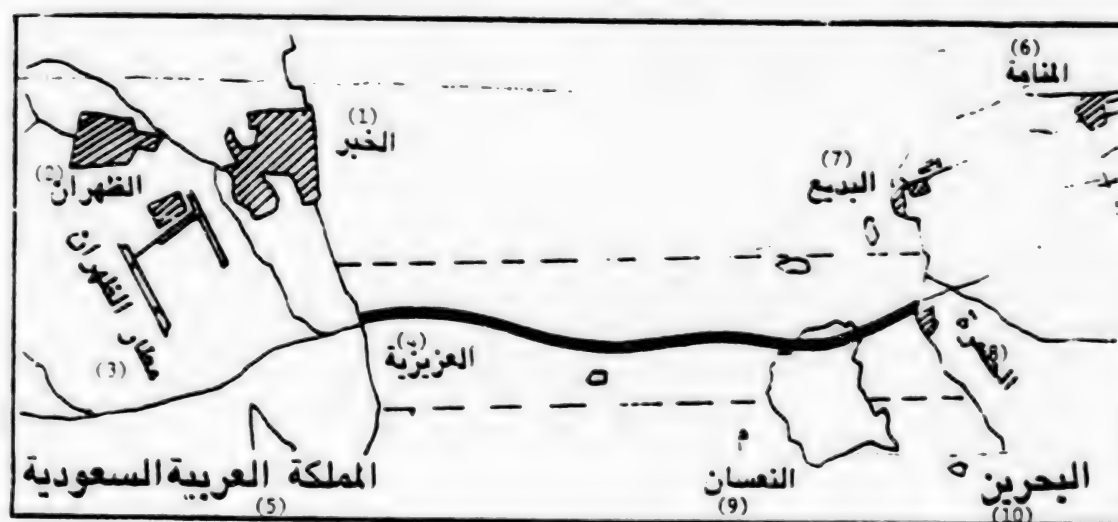 (6)
المنامة
(1)
الخبر
(7)
البديع
(2)
الظهران
مطار الظهران
(3)
(4)
العزيزية
(8)
المملكة العربية السعودية
(5)
النعسان
(9)
البحرين
(10)